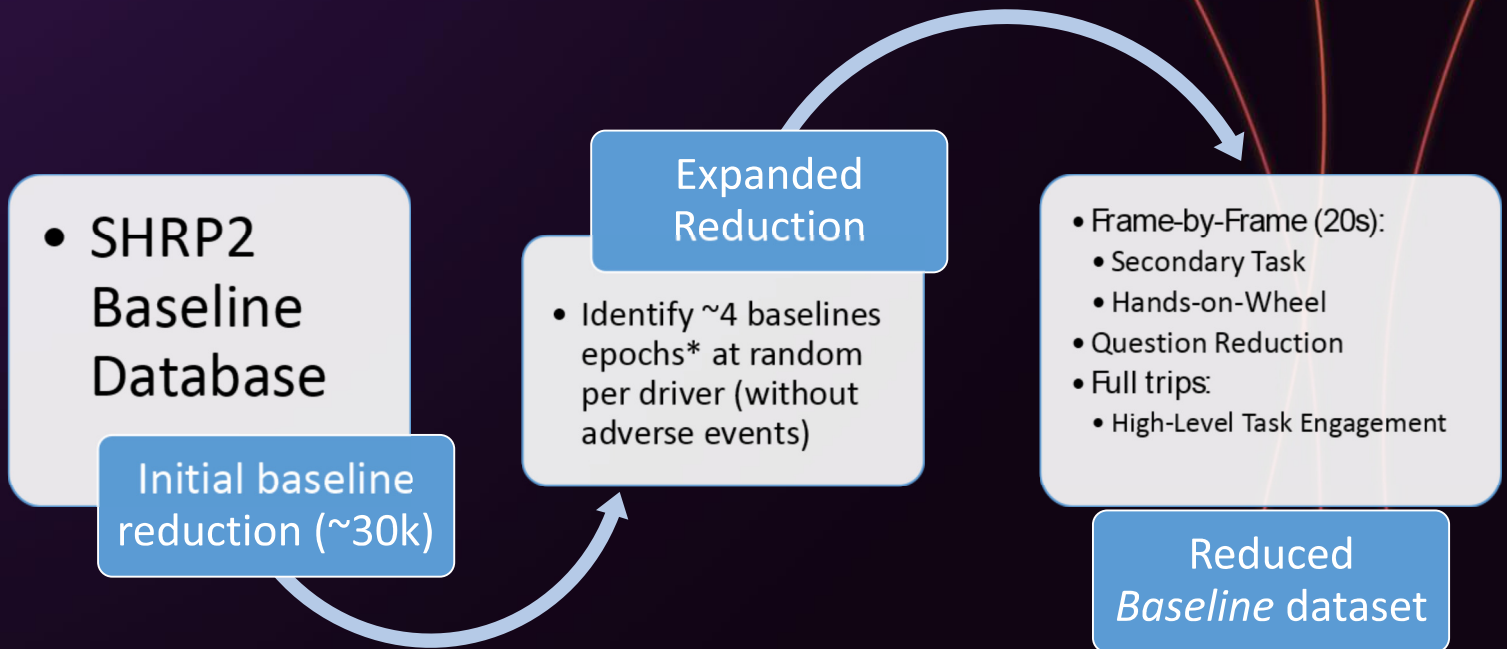 • SHRP2
Baseline
Database
Initial baseline
reduction (~30k)
Expanded
Reduction
• Identify ~4 baselines
epochs* at random
per driver (without
adverse events)
• Frame-by-Frame (20s):
• Secondary Task
• Hands-on-Wheel
• Question Reduction
• Full trips:
• High-Level Task Engagement
Reduced
Baseline dataset